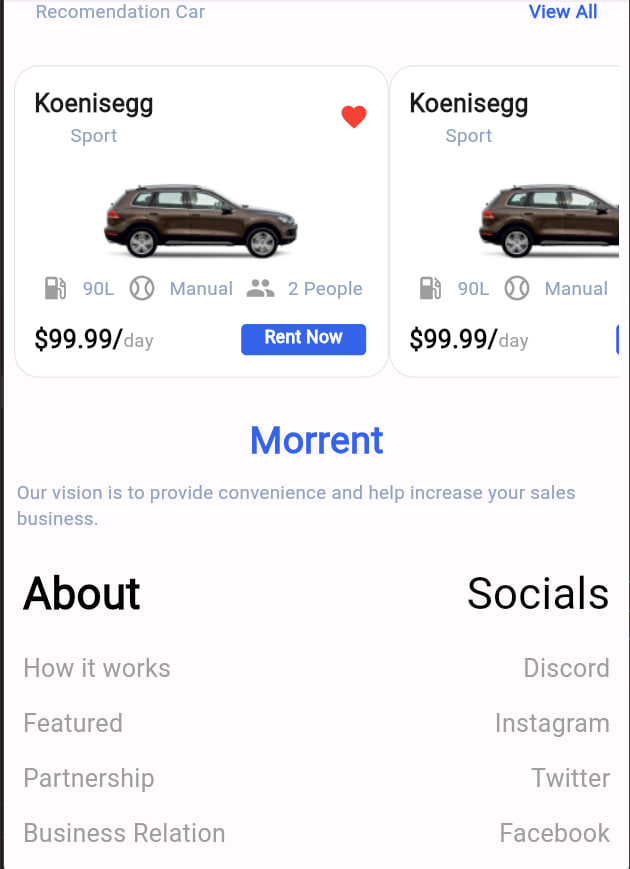 Recomendation Car View All
Koenisegg Koenisegg
Sport Sport
90L Manual 2 People 90L Manual
$99.99/day Rent Now $99.99/day
Morrent
Our vision is to provide convenience and help increase your sales
business.
About Socials
How it works Discord
Featured Instagram
Partnership Twitter
Business Relation Facebook